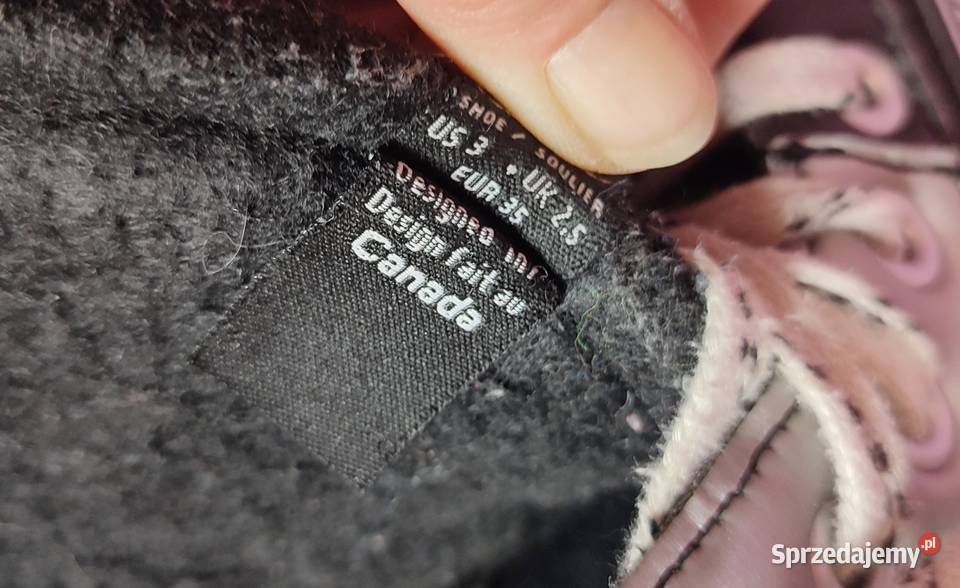 SHOE / SOULIER
US 3 • UK 2.5
EUR 35
Designed in/
Design fait au
Canada
Sprzedajemy.pl